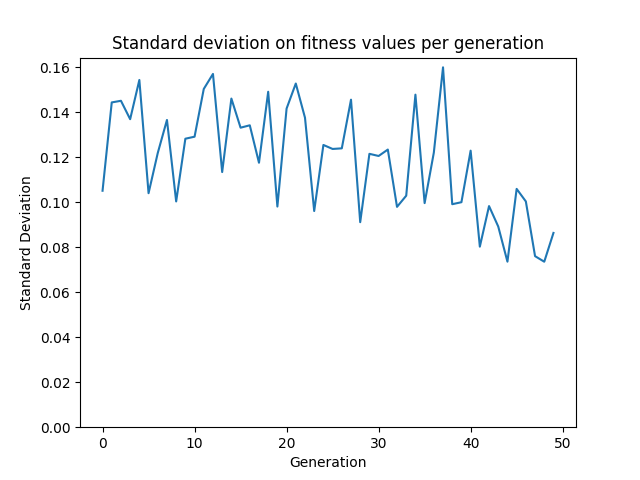 Standard deviation on fitness values per generation
0.16
0.14
0.12
0.10
0.08
0.06
0.04
0.02
0.00
Standard Deviation
0 10 20 30 40 50
Generation